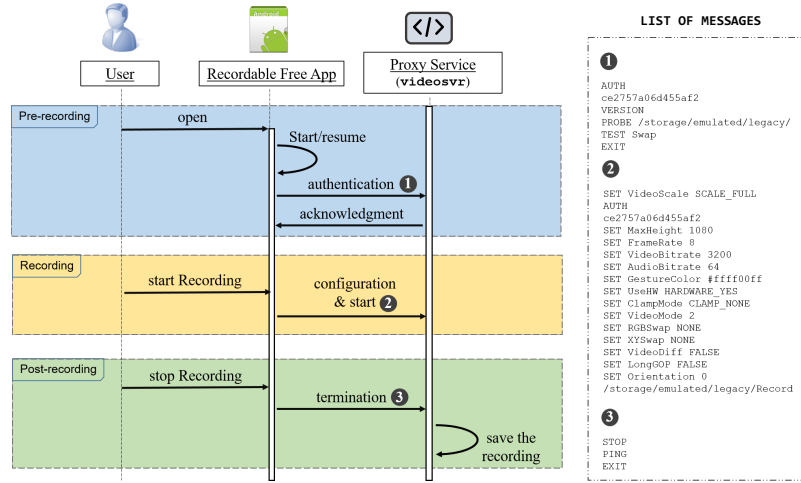 LIST OF MESSAGES
Android
</>
User
Recordable Free App
Proxy Service
(videosvr)
Pre-recording
open
Start/resume
authentication 1
acknowledgment
Recording
start Recording
configuration
& start 2
Post-recording
stop Recording
termination 3
save the
recording
1
AUTH
ce2757a06d455af2
VERSION
PROBE /storage/emulated/legacy/
TEST Swap
EXIT
2
SET VideoScale SCALE_FULL
AUTH
ce2757a06d455af2
SET MaxHeight 1080
SET FrameRate 8
SET VideoBitrate 3200
SET AudioBitrate 64
SET GestureColor #ffff00ff
SET UseHW HARDWARE_YES
SET ClampMode CLAMP_NONE
SET VideoMode 2
SET RGBSwap NONE
SET XYSwap NONE
SET VideoDiff FALSE
SET LongGOP FALSE
SET Orientation 0
/storage/emulated/legacy/Record
3
STOP
PING
EXIT